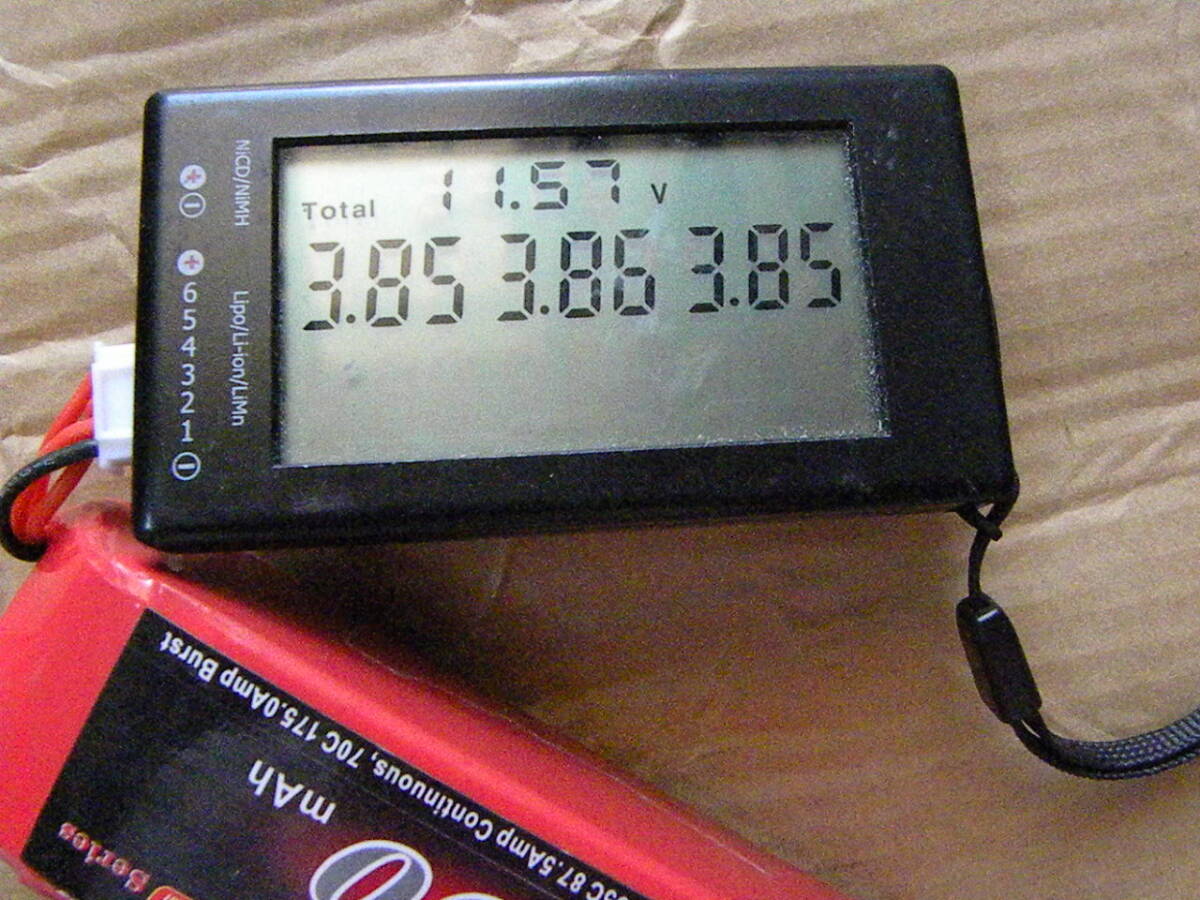 Total 11.57 V
3.85 3.86 3.85
NiCD/NiMH
+
-
Lipo/Li-Ion/LiMn
+
6
5
4
3
2
1
-
35C 87.5Amp Continuous, 70C 175.0Amp Burst
mAh
Series